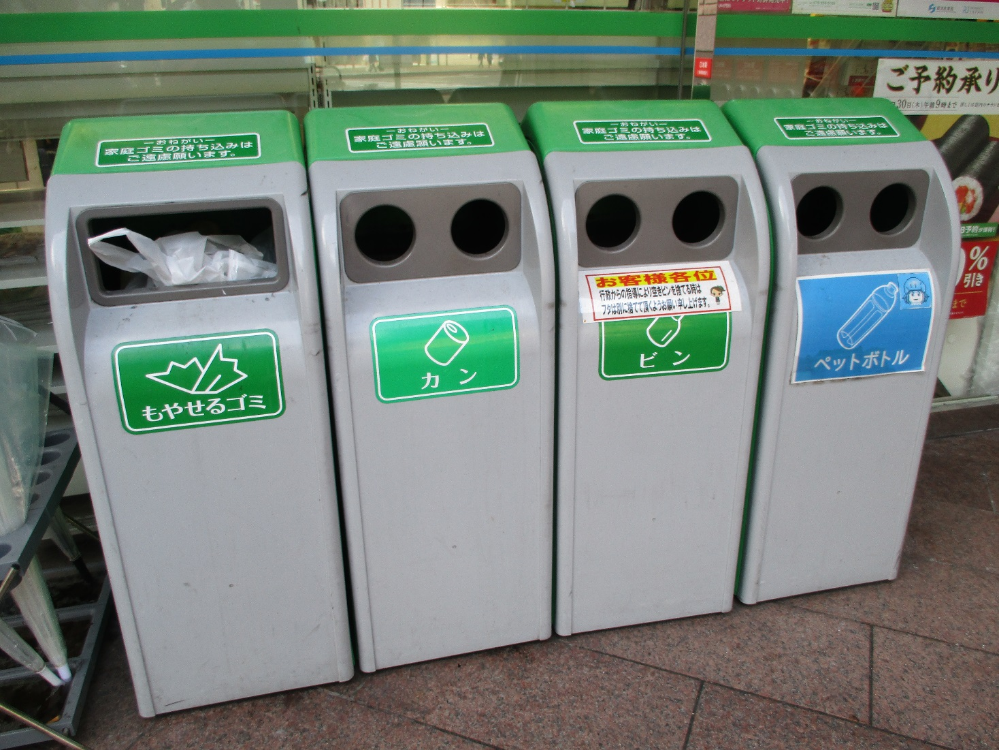 ーおねがいー
家庭ゴミの持ち込みは
ご遠慮願います。
もやせるゴミ
ーおねがいー
家庭ゴミの持ち込みは
ご遠慮願います。
カン
ーおねがいー
家庭ゴミの持ち込みは
ご遠慮願います。
お客様各位
行政からの指導により空きビンを捨てる時は
フタは別に捨てて頂くようお願い申し上げます。
ビン
ーおねがいー
家庭ゴミの持ち込みは
ご遠慮願います。
ペットボトル
ご予約承り
30日(木)午前9時まで
予約が便利!
%
引き
まで